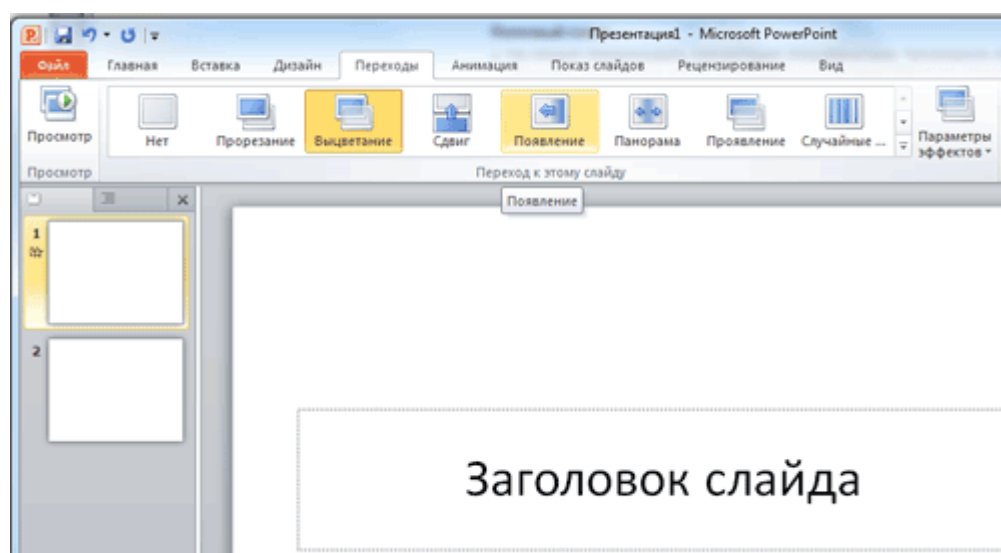 Презентация1 - Microsoft PowerPoint
Файл Главная Вставка Дизайн Переходы Анимация Показ слайдов Рецензирование Вид
Просмотр Нет Прорезание Выцветание Сдвиг Появление Панорама Проявление Случайные ... Параметры эффектов
Просмотр Переход к этому слайду
Появление
1
2
Заголовок слайда